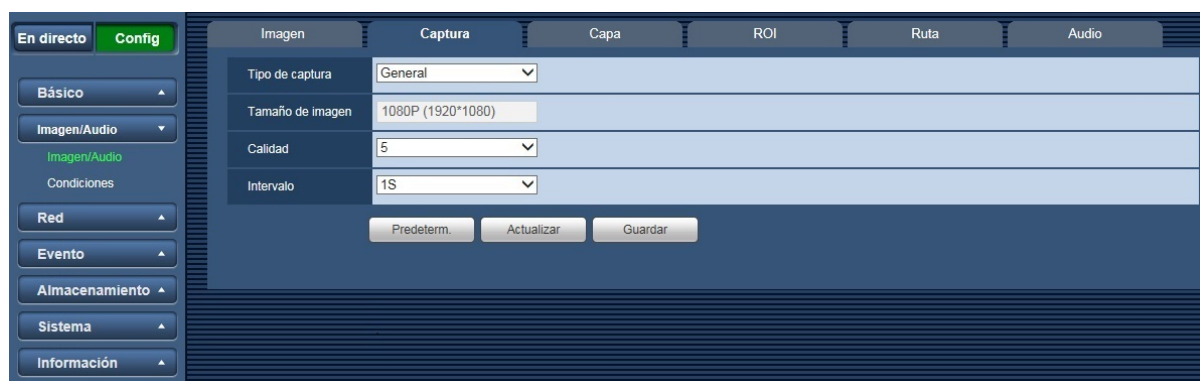 En directo Config
Imagen Captura Capa ROI Ruta Audio
Básico
Imagen/Audio
Imagen/Audio
Condiciones
Red
Evento
Almacenamiento
Sistema
Información
Tipo de captura General
Tamaño de imagen 1080P (1920*1080)
Calidad 5
Intervalo 1S
Predeterm. Actualizar Guardar